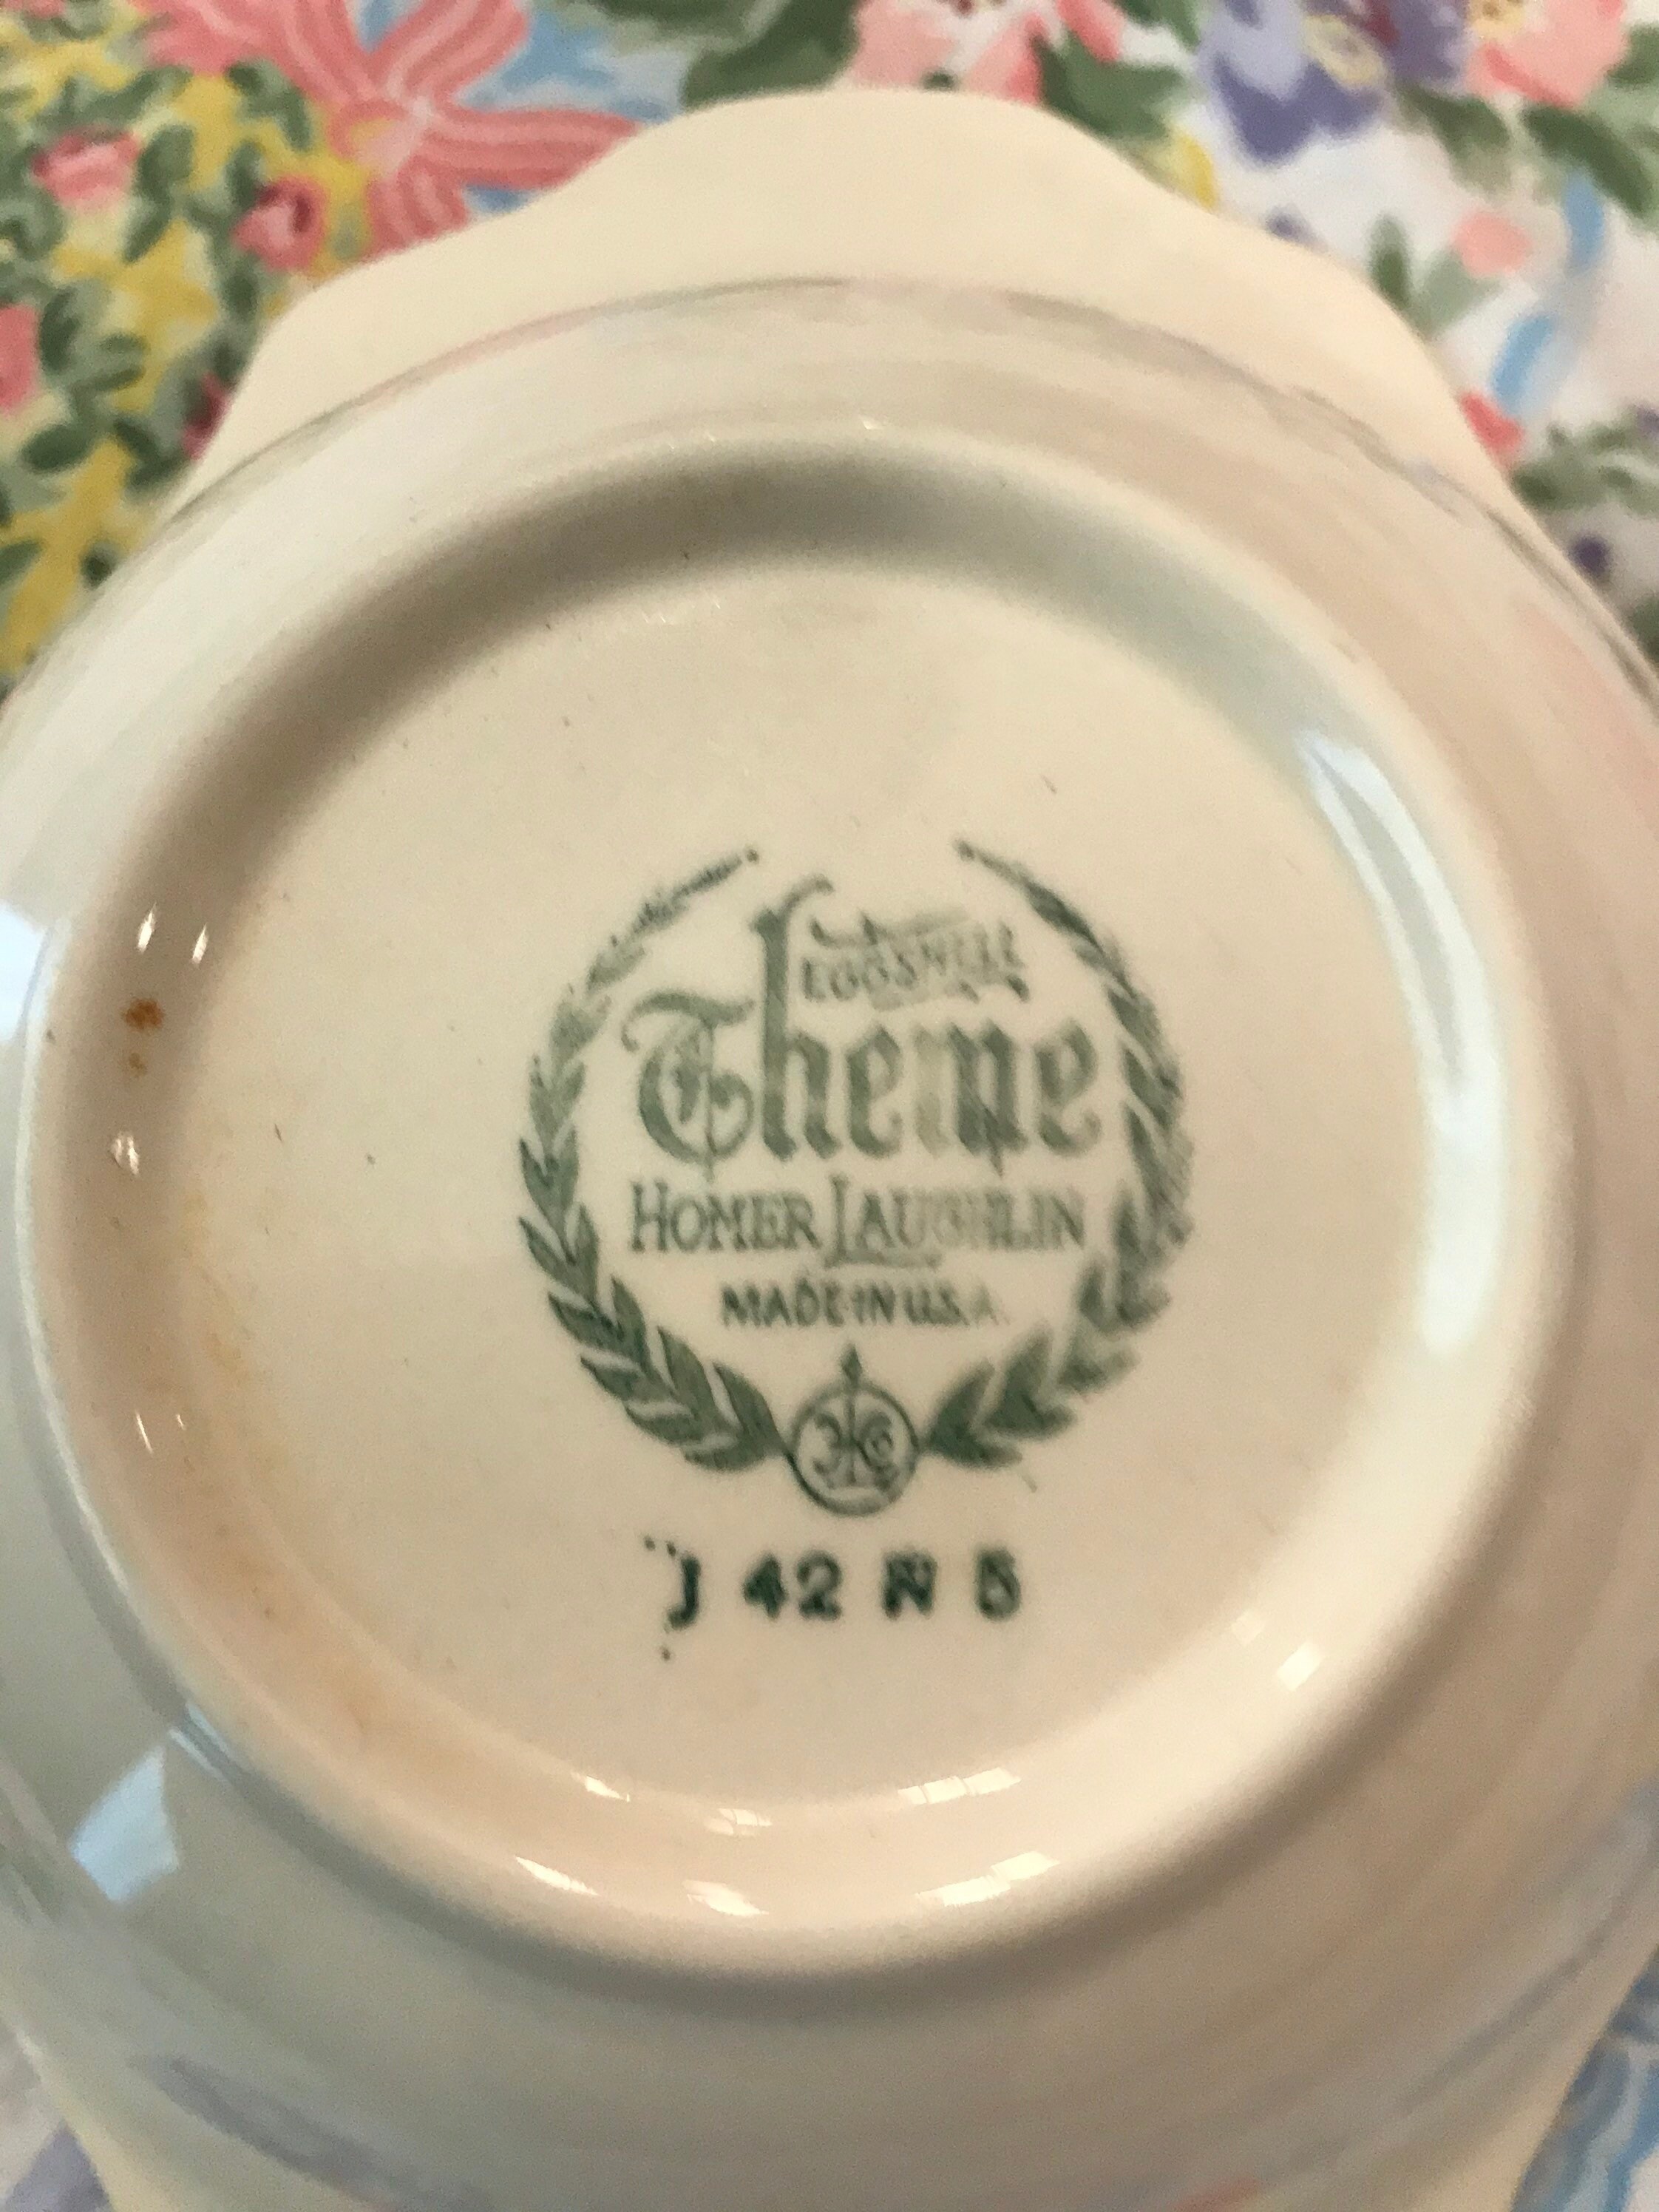 EGGSHELL
Theme
HOMER LAUGHLIN
MADE IN U.S.A.
J 42 N 5